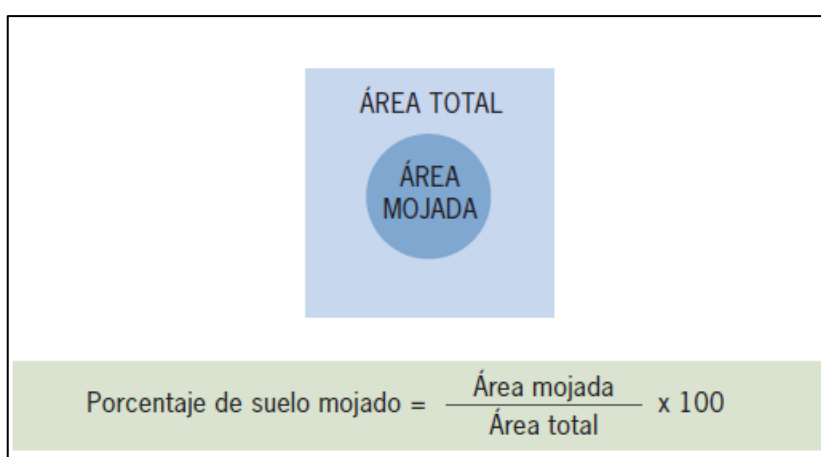 ÁREA TOTAL
ÁREA
MOJADA
Porcentaje de suelo mojado = Área mojada / Área total x 100